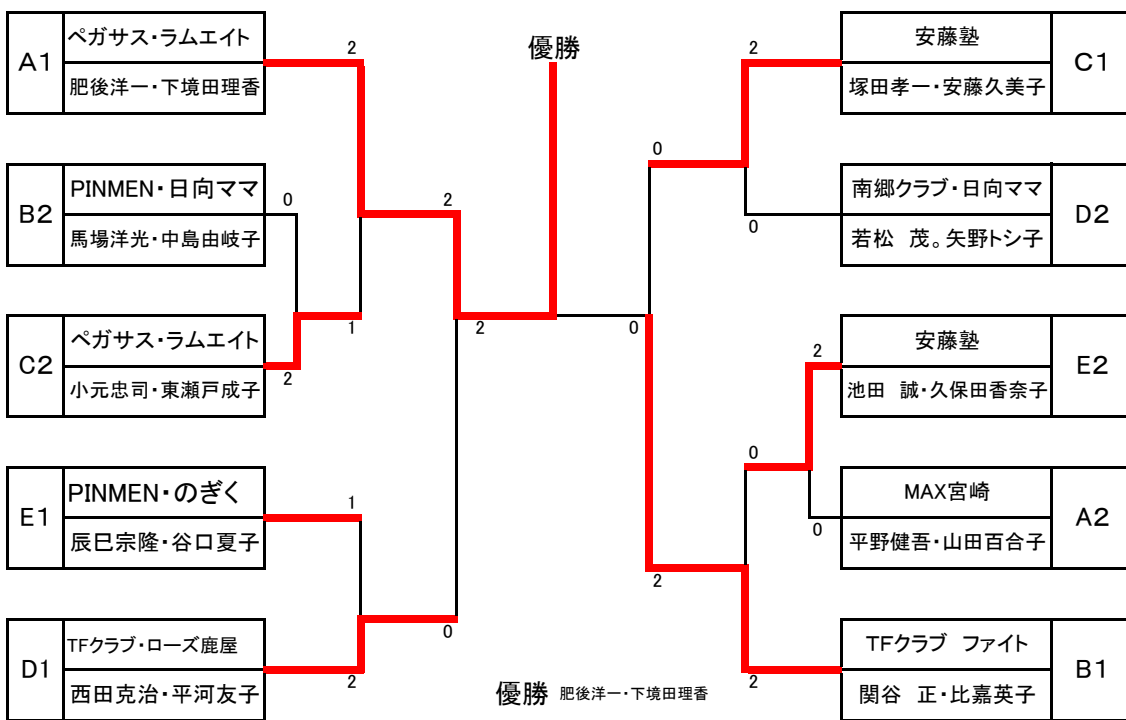 ペガサス・ラムエイト
A1
肥後洋一・下境田理香
2
優勝
2
安藤塾
C1
塚田孝一・安藤久美子
0
PINMEN・日向ママ
B2
馬場洋光・中島由岐子
0
2
0
南郷クラブ・日向ママ
D2
若松　茂。矢野トシ子
ペガサス・ラムエイト
C2
小元忠司・東瀬戸成子
2
1
2
0
2
安藤塾
E2
池田　誠・久保田香奈子
PINMEN・のぎく
E1
辰巳宗隆・谷口夏子
1
0
0
MAX宮崎
A2
平野健吾・山田百合子
TFクラブ・ローズ鹿屋
D1
西田克治・平河友子
2
0
2
2
TFクラブ　ファイト
B1
関谷　正・比嘉英子
優勝 肥後洋一・下境田理香